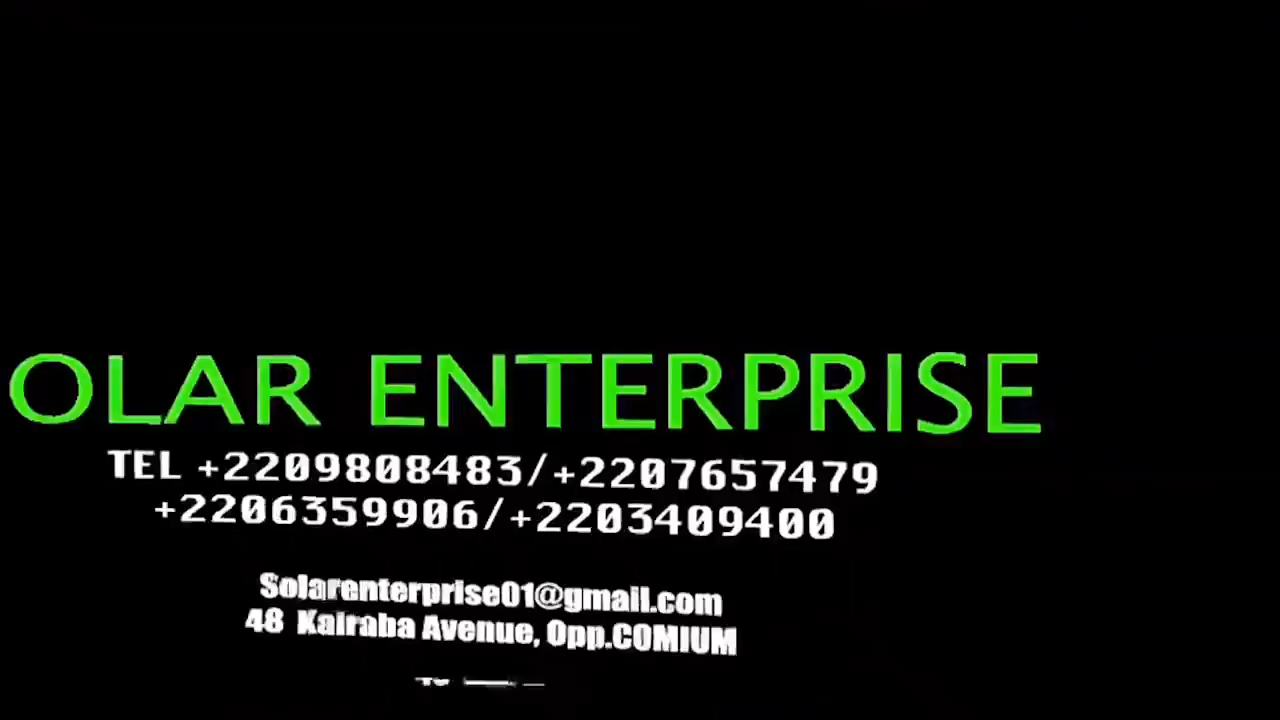 OLAR ENTERPRISE
TEL +2209808483/+2207657479
+2206359906/+2203409400
Solarenterprise01@gmail.com
48 Kairaba Avenue, Opp.COMIUM